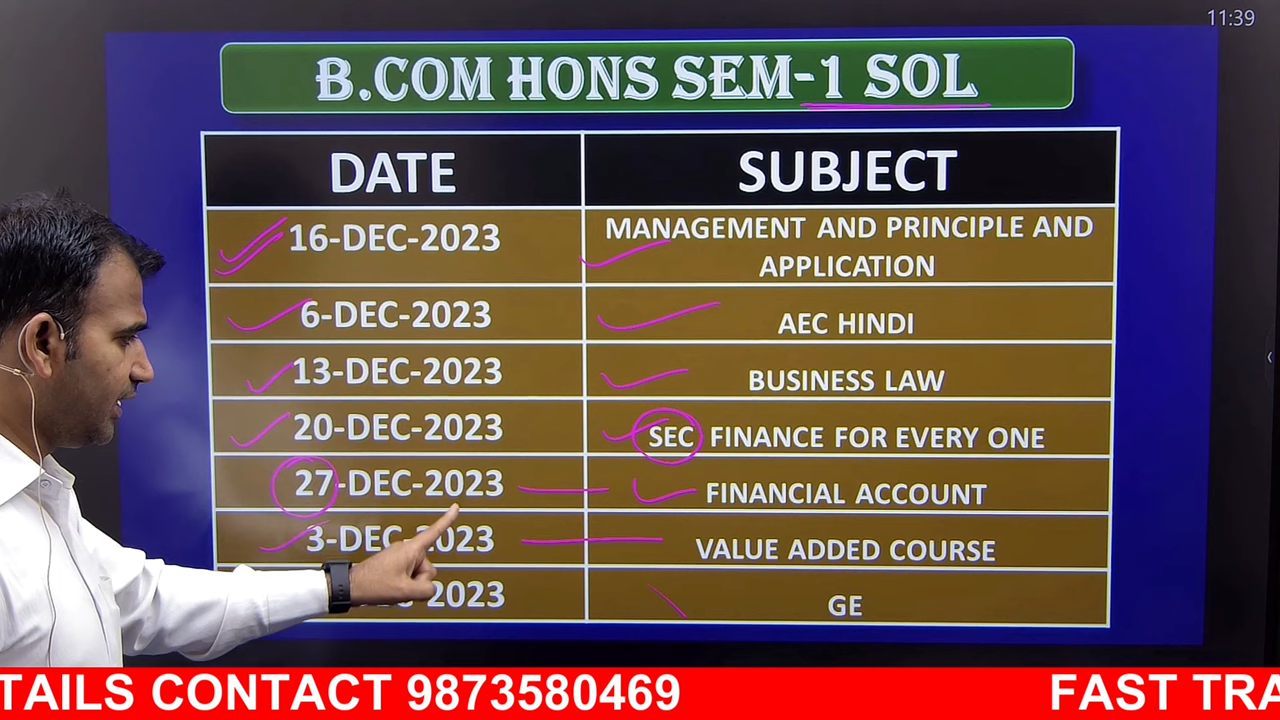 11:39
B.COM HONS SEM-1 SOL
DATE SUBJECT
16-DEC-2023 MANAGEMENT AND PRINCIPLE AND
APPLICATION
6-DEC-2023 AEC HINDI
13-DEC-2023 BUSINESS LAW
20-DEC-2023 SEC FINANCE FOR EVERY ONE
27-DEC-2023 FINANCIAL ACCOUNT
3-DEC-2023 VALUE ADDED COURSE
2023 GE
TAILS CONTACT 9873580469 FAST TRA